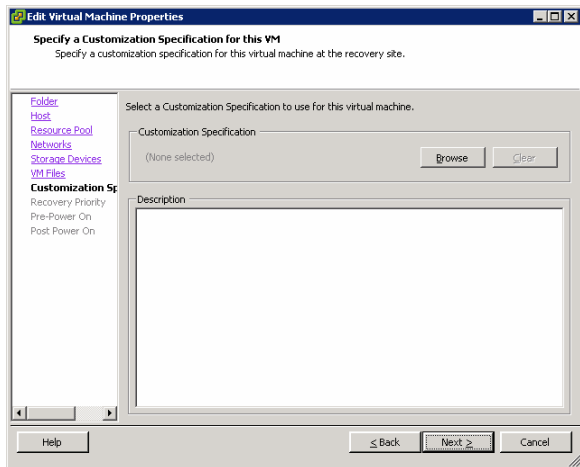 Edit Virtual Machine Properties
Specify a Customization Specification for this VM
Specify a customization specification for this virtual machine at the recovery site.
Folder
Host
Resource Pool
Networks
Storage Devices
VM Files
Customization Sp
Recovery Priority
Pre-Power On
Post Power On
Select a Customization Specification to use for this virtual machine.
Customization Specification
(None selected)
Browse
Clear
Description
Help
< Back
Next >
Cancel